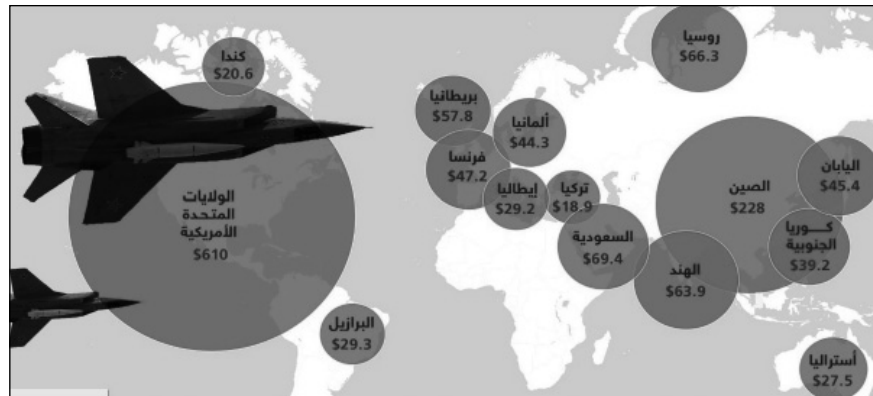 كندا
$20.6
روسيا
$66.3
بريطانيا
$57.8
ألمانيا
$44.3
فرنسا
$47.2
إيطاليا
$29.2
تركيا
$18.9
الصين
$228
اليابان
$45.4
كـــوريا
الجنوبية
$39.2
الولايات
المتحدة
الأمريكية
$610
السعودية
$69.4
الهند
$63.9
البرازيل
$29.3
أستراليا
$27.5